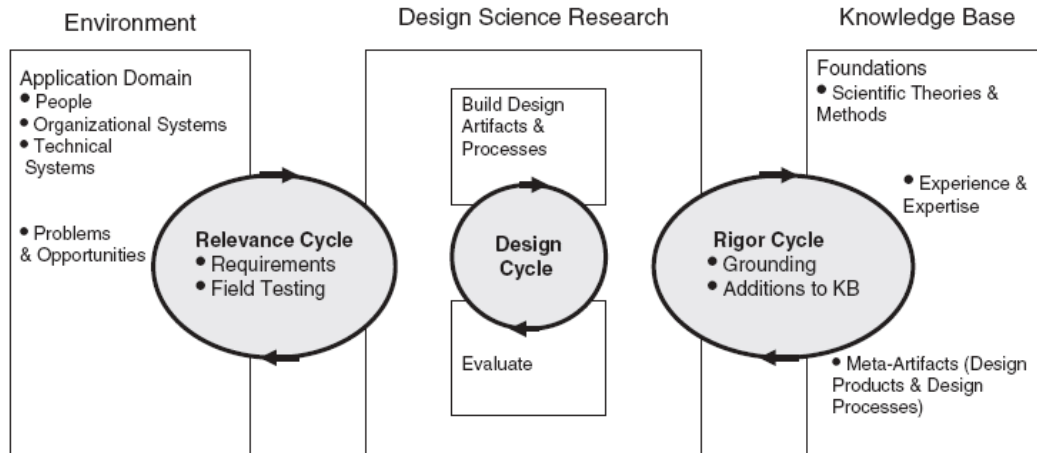 Environment
Design Science Research
Knowledge Base
Application Domain
• People
• Organizational Systems
• Technical
Systems
• Problems
& Opportunities
Relevance Cycle
• Requirements
• Field Testing
Build Design
Artifacts &
Processes
Design
Cycle
Evaluate
Rigor Cycle
• Grounding
• Additions to KB
Foundations
• Scientific Theories &
Methods
• Experience &
Expertise
• Meta-Artifacts (Design
Products & Design
Processes)